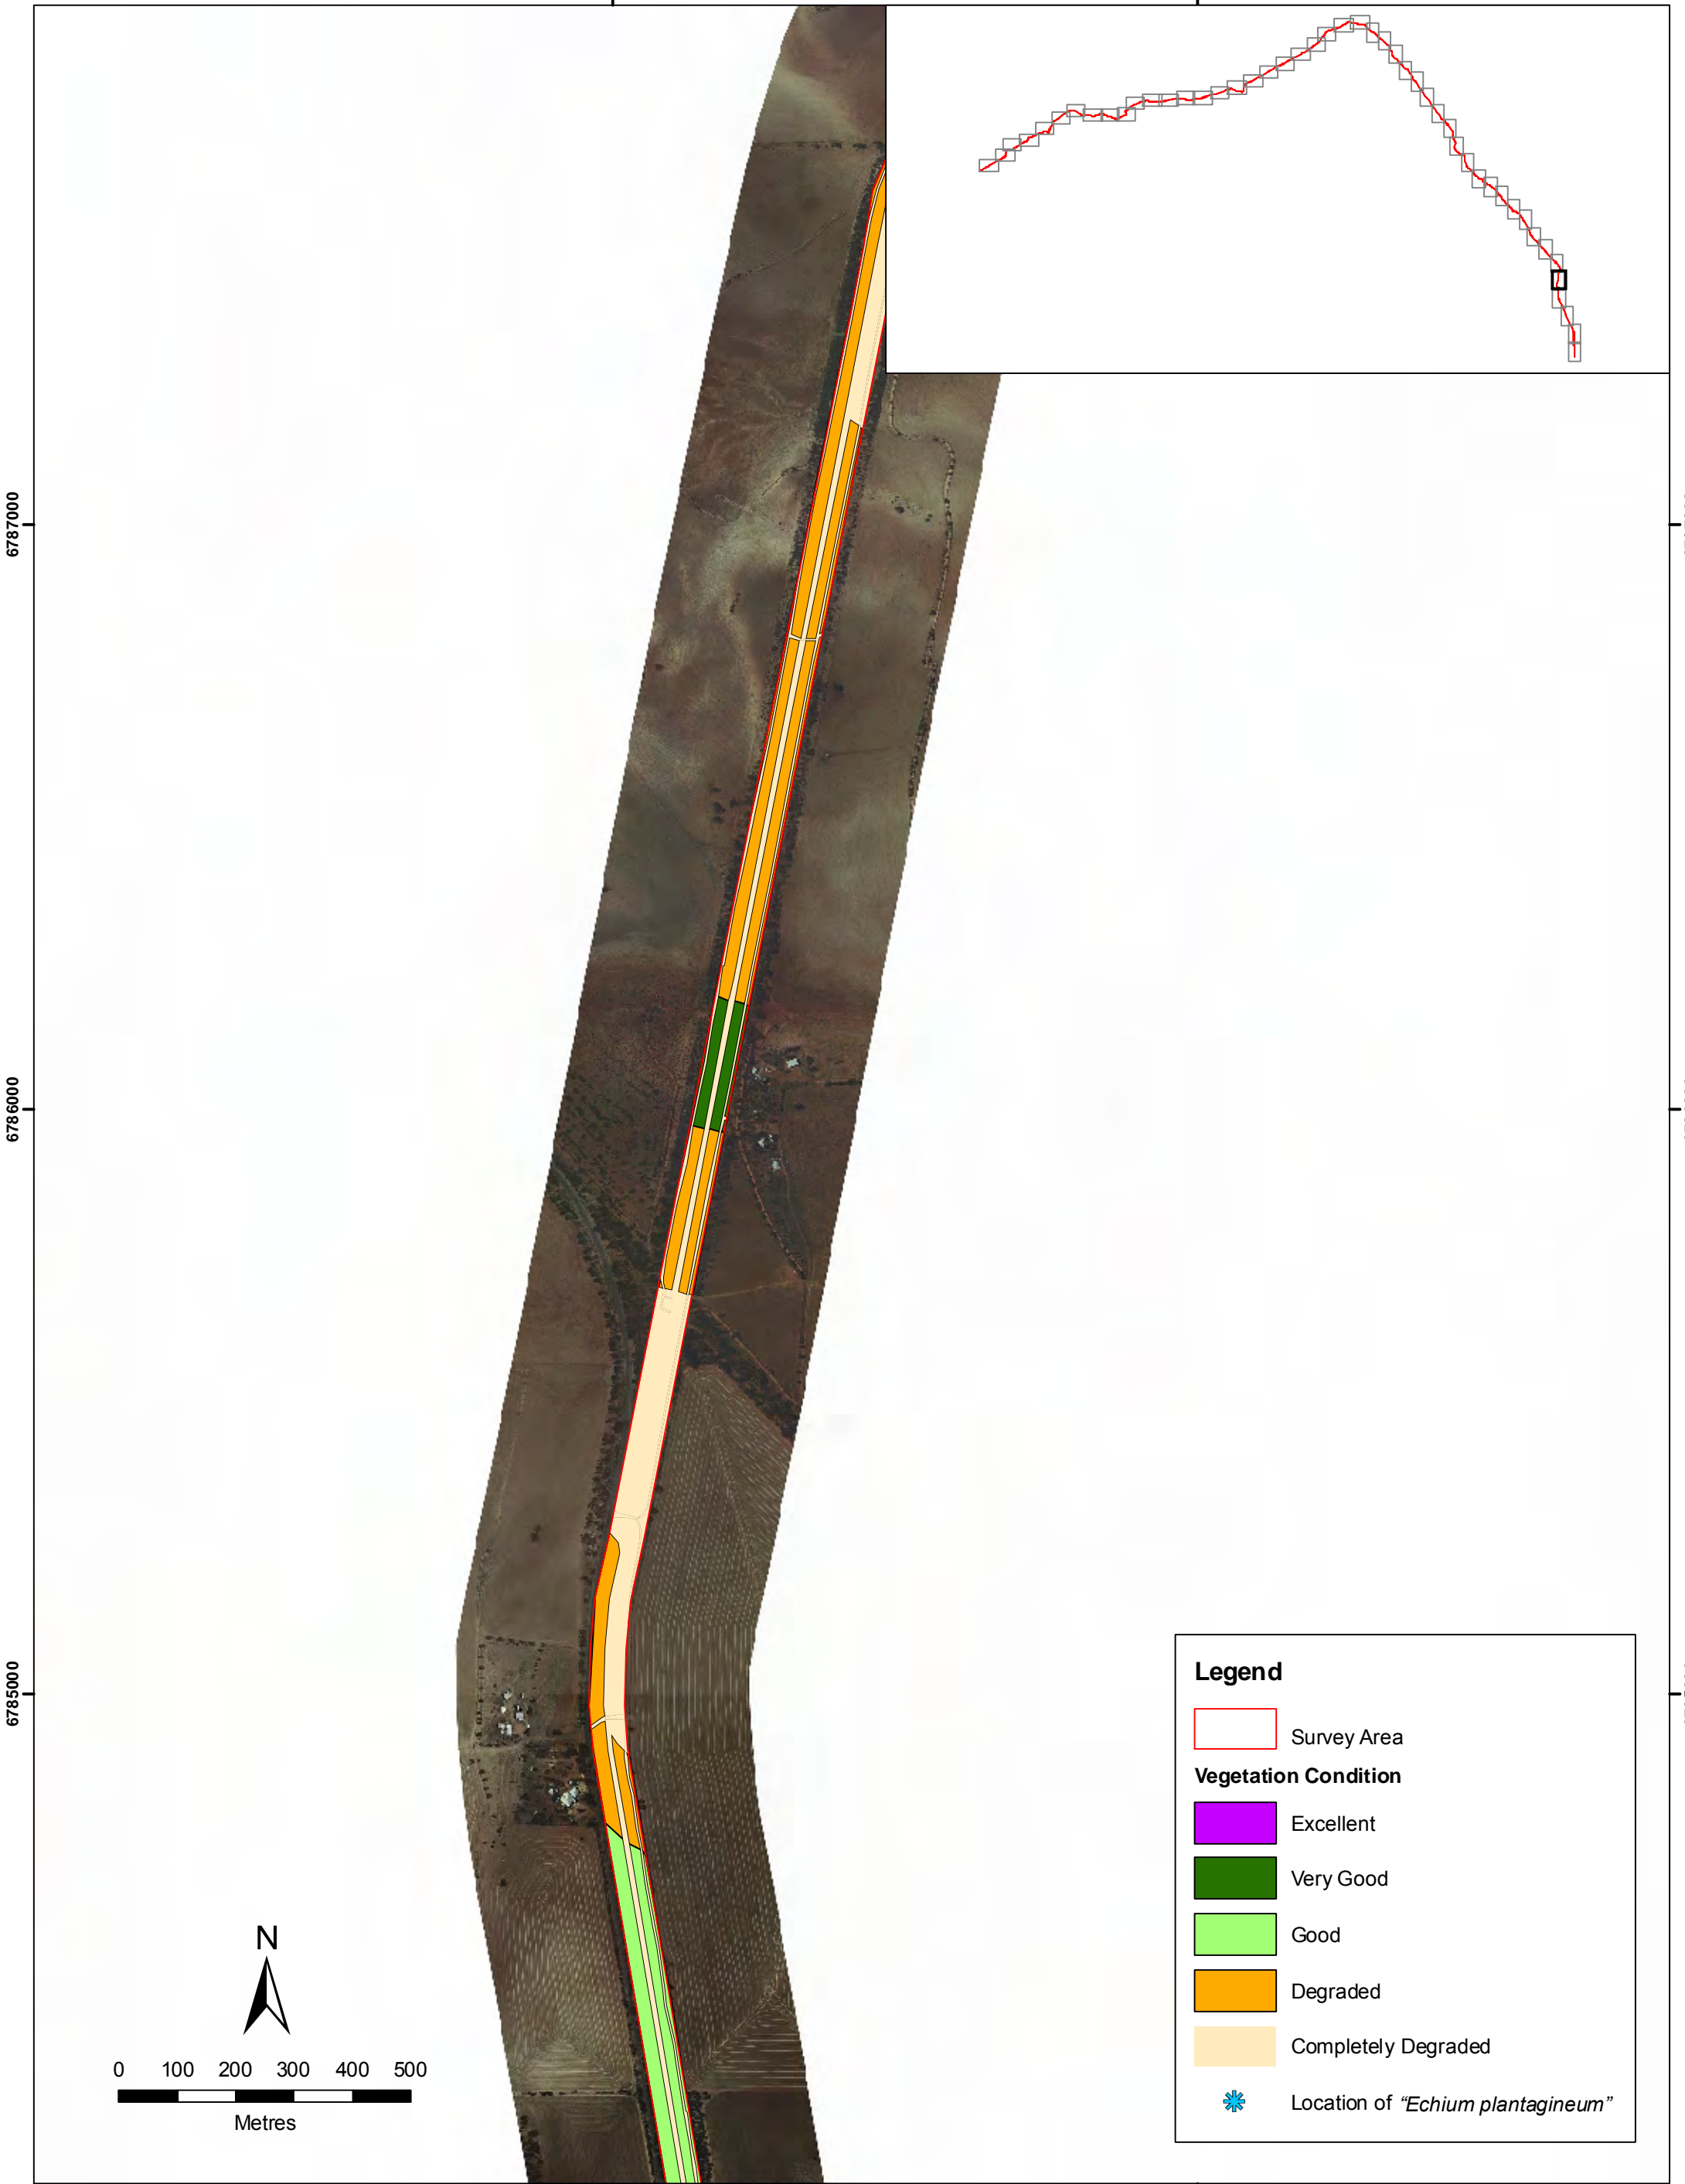 6787000
6786000
6785000
N
0 100 200 300 400 500
Metres
Legend
Survey Area
Vegetation Condition
Excellent
Very Good
Good
Degraded
Completely Degraded
Location of "Echium plantagineum"